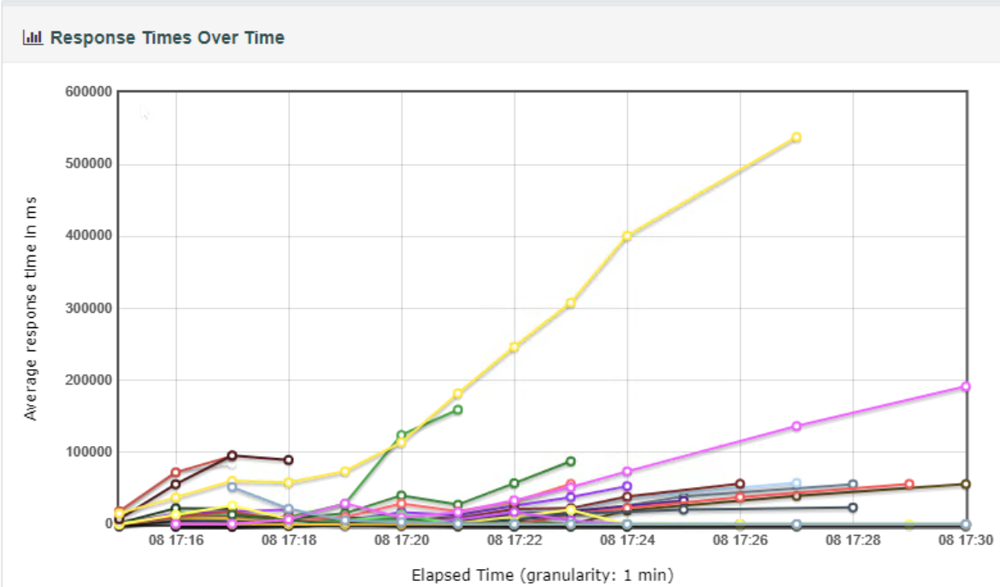 Response Times Over Time
600000
500000
400000
300000
200000
100000
0
Average response time in ms
08 17:16 08 17:18 08 17:20 08 17:22 08 17:24 08 17:26 08 17:28 08 17:30
Elapsed Time (granularity: 1 min)